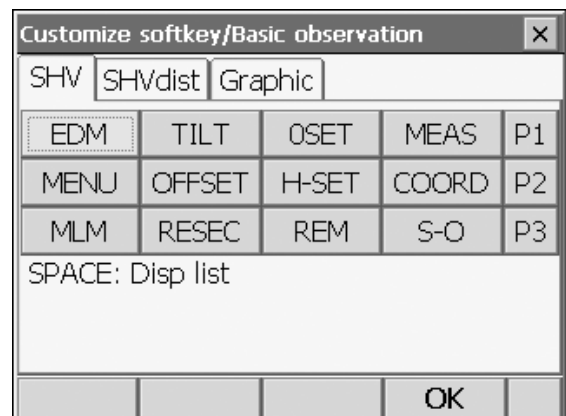 Customize softkey/Basic observation ×
SHV SHVdist Graphic
EDM TILT 0SET MEAS P1
MENU OFFSET H-SET COORD P2
MLM RESEC REM S-O P3
SPACE: Disp list
OK